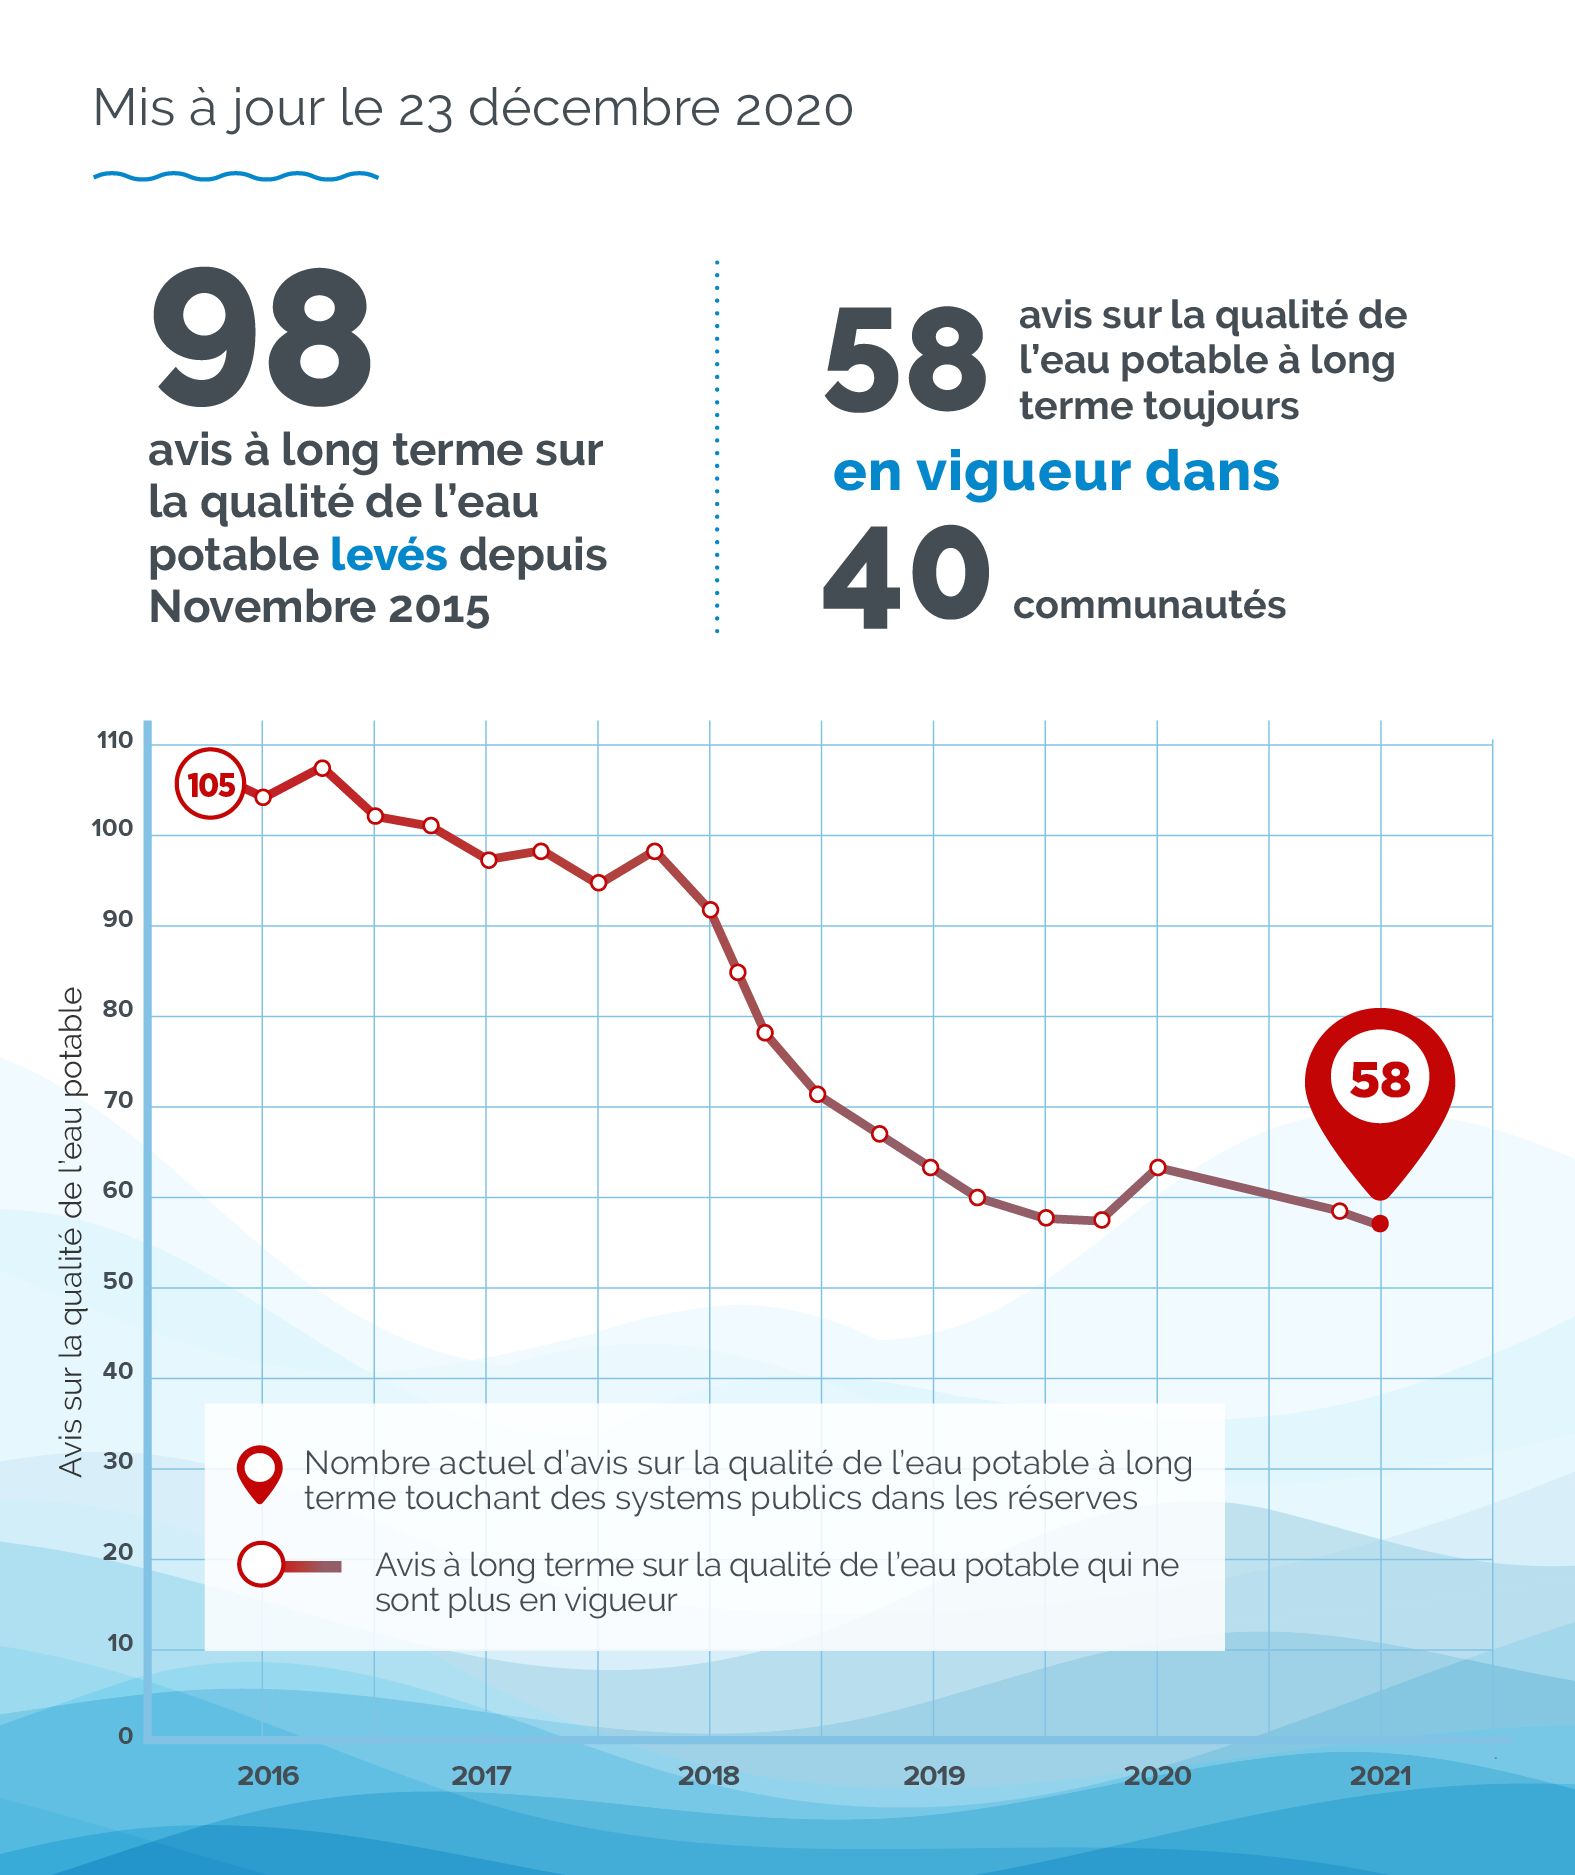 Mis à jour le 23 décembre 2020
98
avis à long terme sur
la qualité de l'eau
potable levés depuis
Novembre 2015
58
avis sur la qualité de
l'eau potable à long
terme toujours
en vigueur dans
40 communautés
Avis sur la qualité de l'eau potable
110
100
90
80
70
60
50
40
30
20
10
0
105
58
Nombre actuel d'avis sur la qualité de l'eau potable à long
terme touchant des systems publics dans les réserves
Avis à long terme sur la qualité de l'eau potable qui ne
sont plus en vigueur
2016 2017 2018 2019 2020 2021